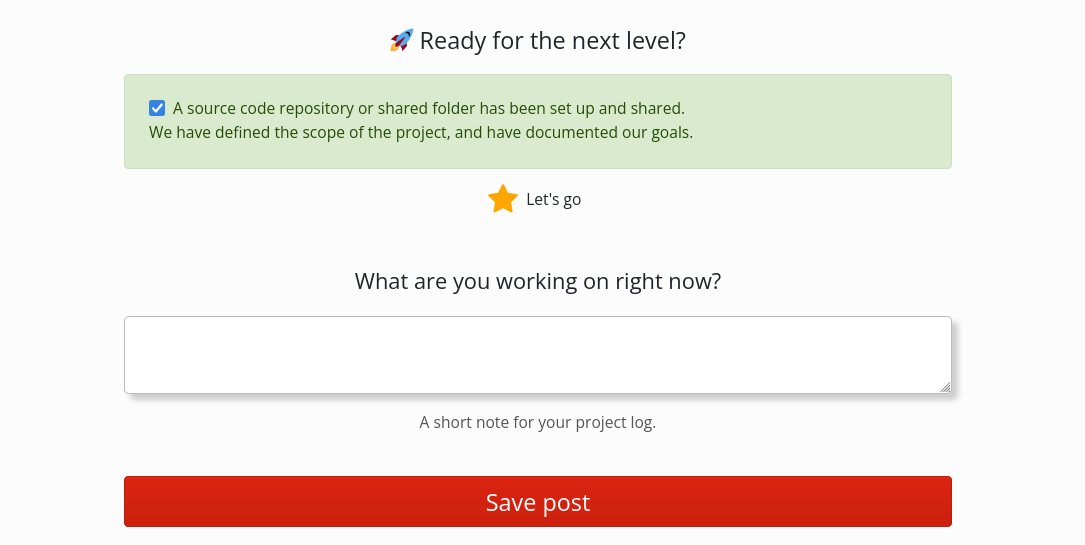 🚀 Ready for the next level?
A source code repository or shared folder has been set up and shared.
We have defined the scope of the project, and have documented our goals.
Let's go
What are you working on right now?
A short note for your project log.
Save post